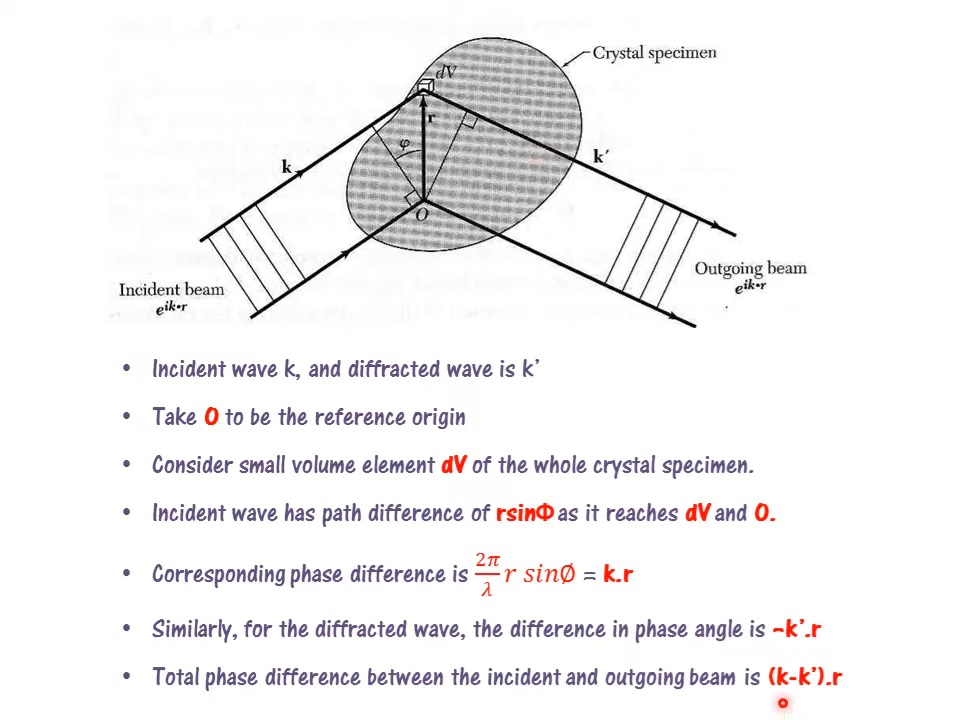 Crystal specimen
dV
r
φ
k
k′
O
Incident beam
e^ik•r
Outgoing beam
e^ik•r
• Incident wave k, and diffracted wave is k’
• Take O to be the reference origin
• Consider small volume element dV of the whole crystal specimen.
• Incident wave has path difference of rsinΦ as it reaches dV and O.
• Corresponding phase difference is 2π/λ r sin∅ = k.r
• Similarly, for the diffracted wave, the difference in phase angle is -k’.r
• Total phase difference between the incident and outgoing beam is (k-k’).r